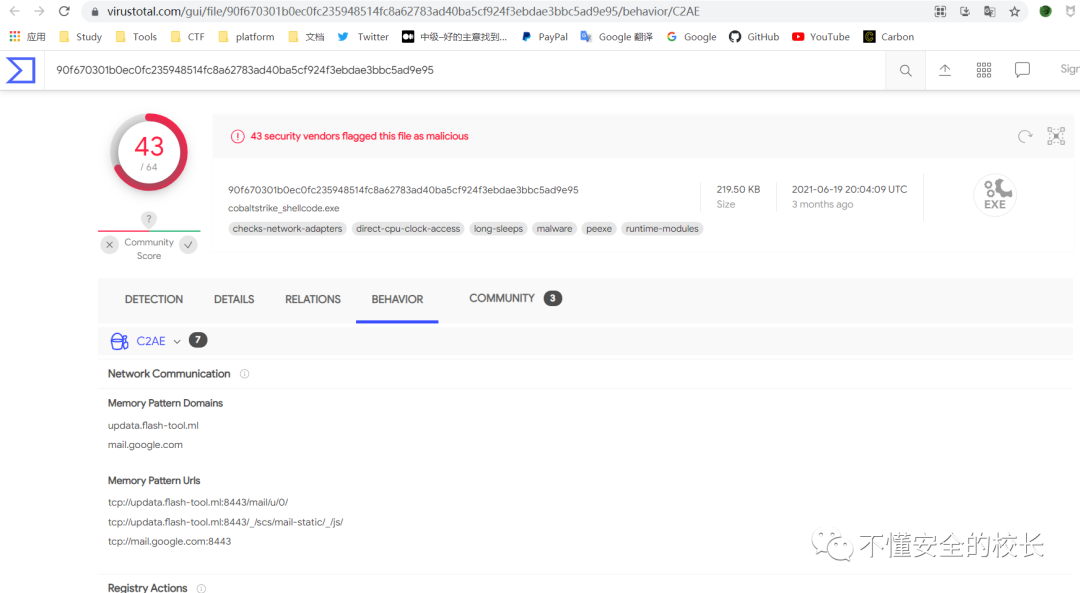 virustotal.com/gui/file/90f670301b0ec0fc235948514fc8a62783ad40ba5cf924f3ebdae3bbc5ad9e95/behavior/C2AE
应用 Study Tools CTF platform 文档 Twitter 中级–好的主意找到... PayPal Google 翻译 Google GitHub YouTube Carbon
90f670301b0ec0fc235948514fc8a62783ad40ba5cf924f3ebdae3bbc5ad9e95
Sign
43
/ 64
43 security vendors flagged this file as malicious
90f670301b0ec0fc235948514fc8a62783ad40ba5cf924f3ebdae3bbc5ad9e95
cobaltstrike_shellcode.exe
219.50 KB
Size
2021-06-19 20:04:09 UTC
3 months ago
EXE
checks-network-adapters direct-cpu-clock-access long-sleeps malware peexe runtime-modules
?
Community
Score
DETECTION DETAILS RELATIONS BEHAVIOR COMMUNITY 3
C2AE 7
Network Communication
Memory Pattern Domains
updata.flash-tool.ml
mail.google.com
Memory Pattern Urls
tcp://updata.flash-tool.ml:8443/mail/u/0/
tcp://updata.flash-tool.ml:8443/_/scs/mail-static/_/js/
tcp://mail.google.com:8443
不懂安全的校长
Registry Actions